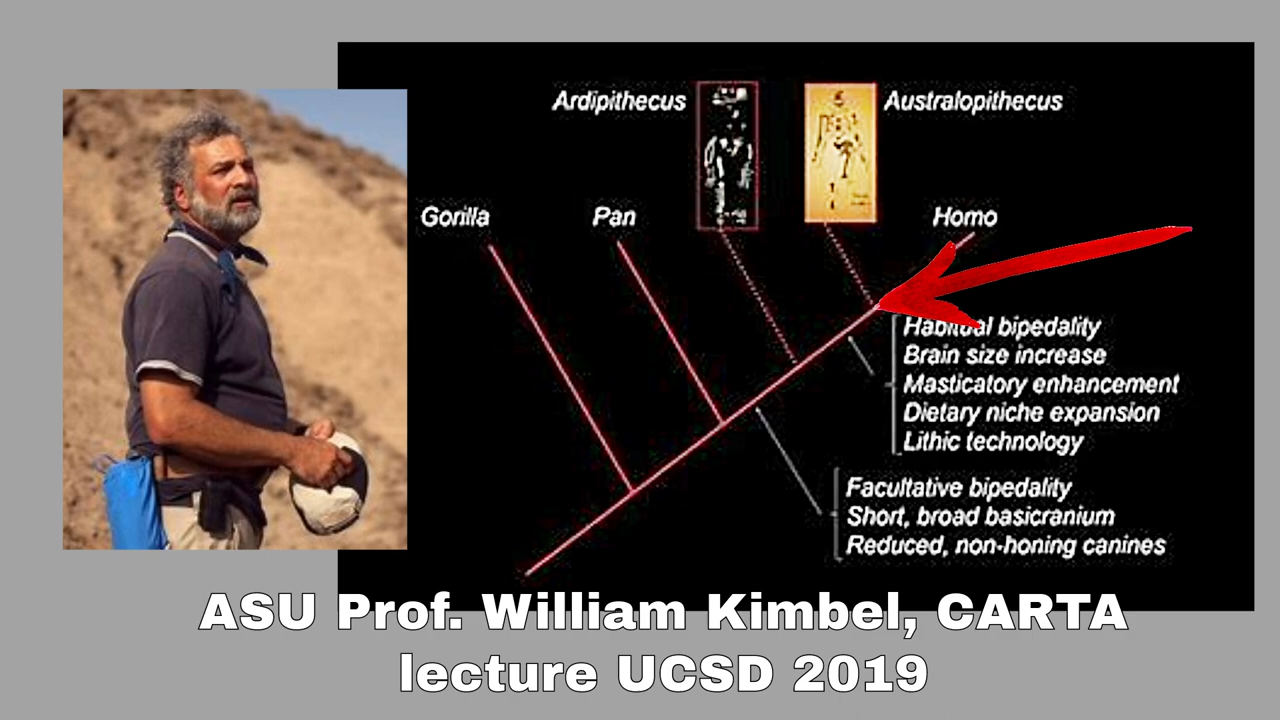 Ardipithecus
Australopithecus
Gorilla
Pan
Homo
Habitual bipedality
Brain size increase
Masticatory enhancement
Dietary niche expansion
Lithic technology
Facultative bipedality
Short, broad basicranium
Reduced, non-honing canines
ASU Prof. William Kimbel, CARTA
lecture UCSD 2019